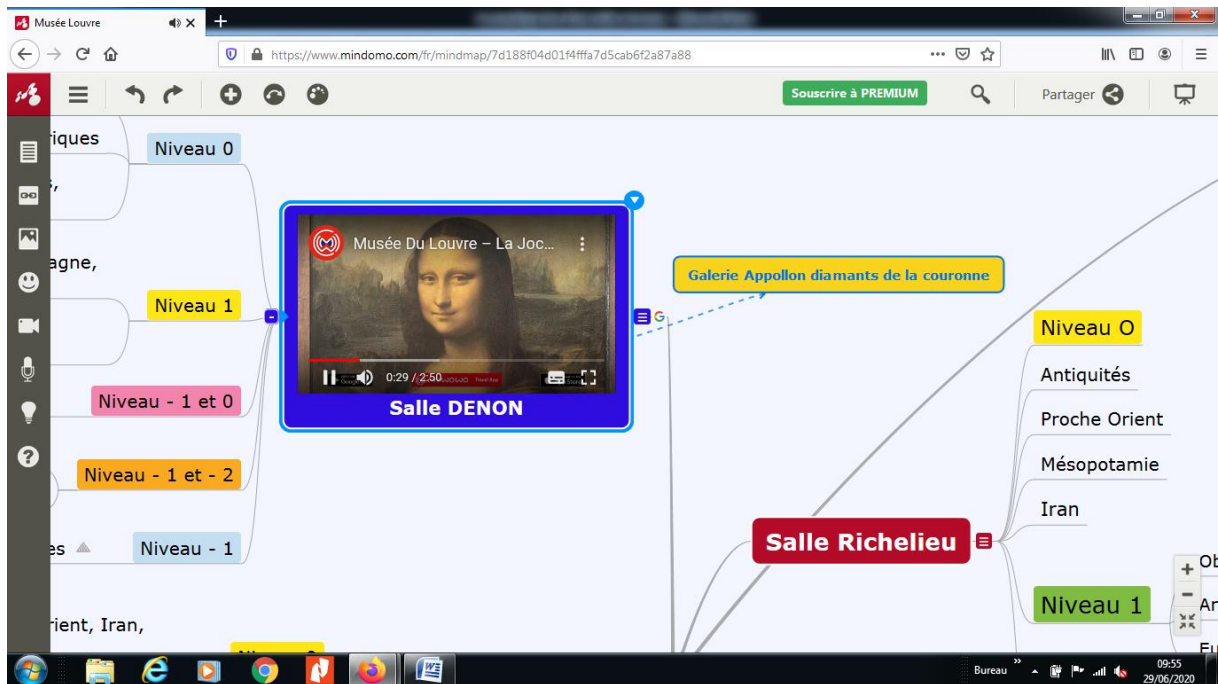 Musée Louvre
https://www.mindomo.com/fr/mindmap/7d188f04d01f4fffa7d5cab6f2a87a88
Souscrire à PREMIUM
Partager
iques
Niveau 0
agne,
Niveau 1
Niveau - 1 et 0
Niveau - 1 et - 2
es
Niveau - 1
rient, Iran,
Musée Du Louvre – La Joc...
0:29 / 2:50
Salle DENON
Galerie Appollon diamants de la couronne
Salle Richelieu
Niveau O
Antiquités
Proche Orient
Mésopotamie
Iran
Niveau 1
Ob
Ar
Eu
Bureau
09:55
29/06/2020